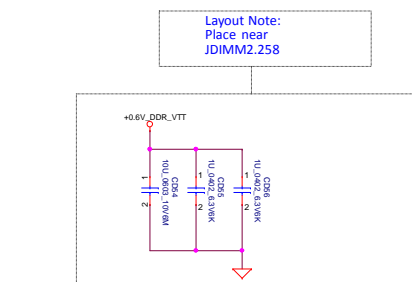 Layout Note:
Place near
JDIMM2.258
+0.6V_DDR_VTT
1
2
CD54
10U_0603_10V6M
1
2
CD55
1U_0402_6.3V6K
1
2
CD56
1U_0402_6.3V6K